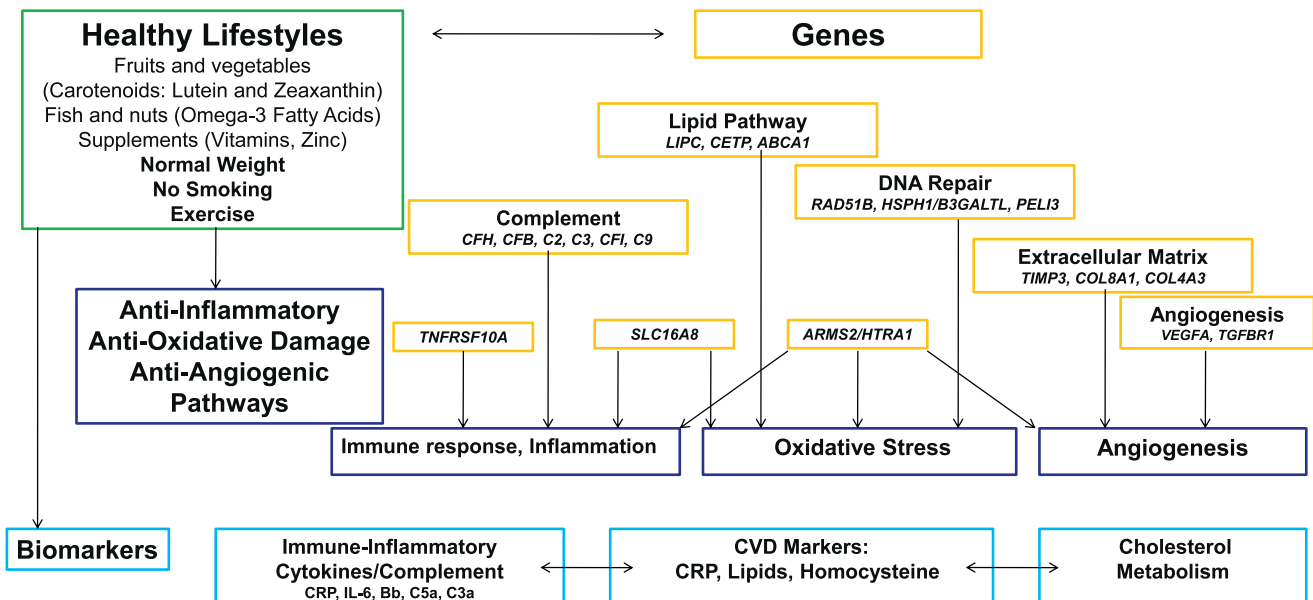 Healthy Lifestyles
Fruits and vegetables
(Carotenoids: Lutein and Zeaxanthin)
Fish and nuts (Omega-3 Fatty Acids)
Supplements (Vitamins, Zinc)
Normal Weight
No Smoking
Exercise
Genes
Lipid Pathway
LIPC, CETP, ABCA1
DNA Repair
RAD51B, HSPH1/B3GALTL, PELI3
Complement
CFH, CFB, C2, C3, CFI, C9
Extracellular Matrix
TIMP3, COL8A1, COL4A3
Angiogenesis
VEGFA, TGFBR1
Anti-Inflammatory
Anti-Oxidative Damage
Anti-Angiogenic
Pathways
TNFRSF10A
SLC16A8
ARMS2/HTRA1
Immune response, Inflammation
Oxidative Stress
Angiogenesis
Biomarkers
Immune-Inflammatory
Cytokines/Complement
CRP, IL-6, Bb, C5a, C3a
CVD Markers:
CRP, Lipids, Homocysteine
Cholesterol
Metabolism